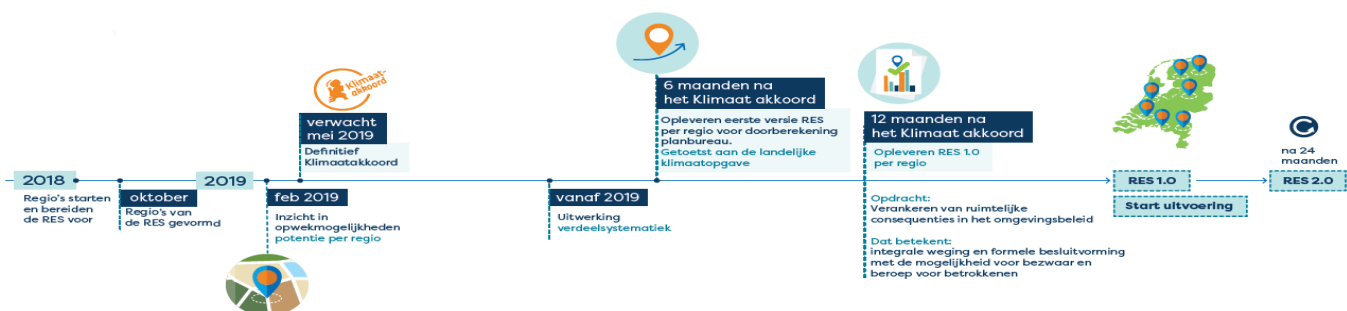 2018
Regio's starten
en bereiden
de RES voor
oktober
Regio's van
de RES gevormd
2019
feb 2019
Inzicht in
opwekmogelijkheden
potentie per regio
Klimaat-
akkoord
verwacht
mei 2019
Definitief
Klimaatakkoord
vanaf 2019
Uitwerking
verdeelsystematiek
6 maanden na
het Klimaat akkoord
Opleveren eerste versie RES
per regio voor doorberekening
planbureau.
Getoetst aan de landelijke
klimaatopgave
12 maanden na
het Klimaat akkoord
Opleveren RES 1.0
per regio
Opdracht:
Verankeren van ruimtelijke
consequenties in het omgevingsbeleid
Dat betekent:
integrale weging en formele besluitvorming
met de mogelijkheid voor bezwaar en
beroep voor betrokkenen
RES 1.0
Start uitvoering
na 24
maanden
RES 2.0